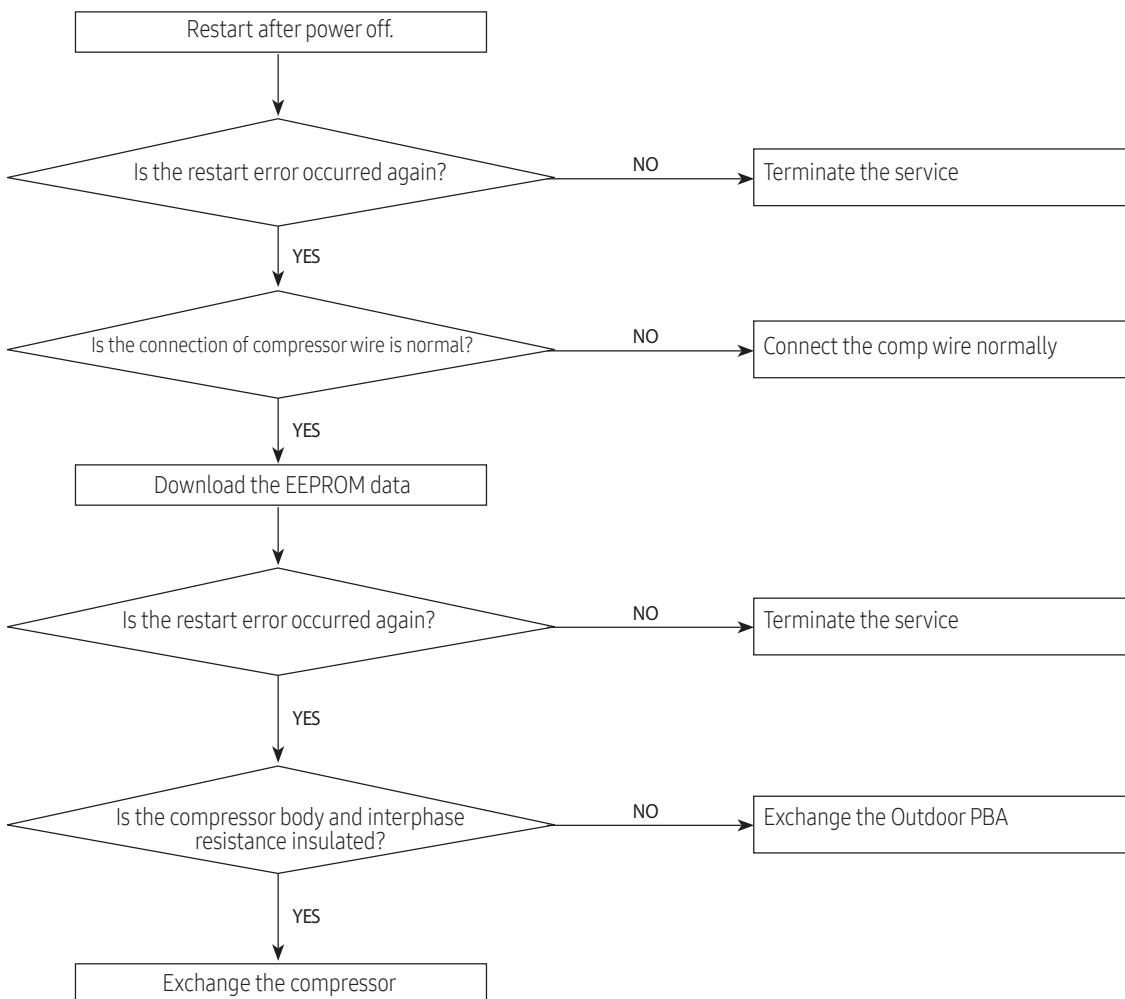 Restart after power off.
Is the restart error occurred again?
NO
Terminate the service
YES
Is the connection of compressor wire is normal?
NO
Connect the comp wire normally
YES
Download the EEPROM data
Is the restart error occurred again?
NO
Terminate the service
YES
Is the compressor body and interphase
resistance insulated?
NO
Exchange the Outdoor PBA
YES
Exchange the compressor